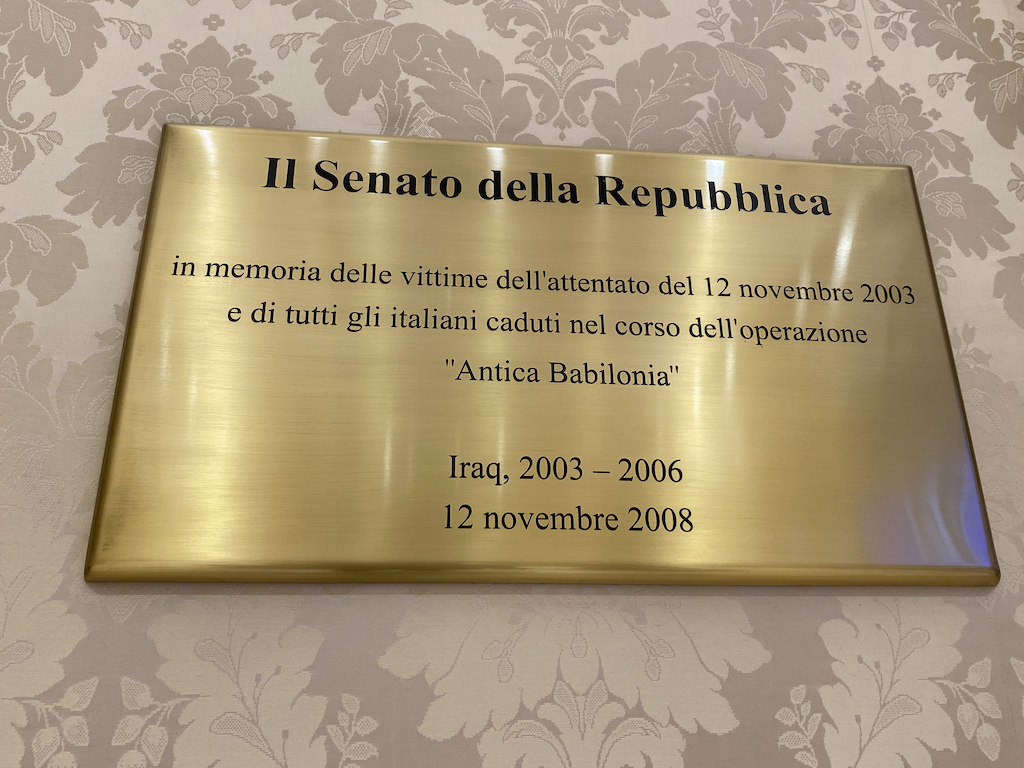 Il Senato della Repubblica
in memoria delle vittime dell'attentato del 12 novembre 2003
e di tutti gli italiani caduti nel corso dell'operazione
"Antica Babilonia"
Iraq, 2003 – 2006
12 novembre 2008